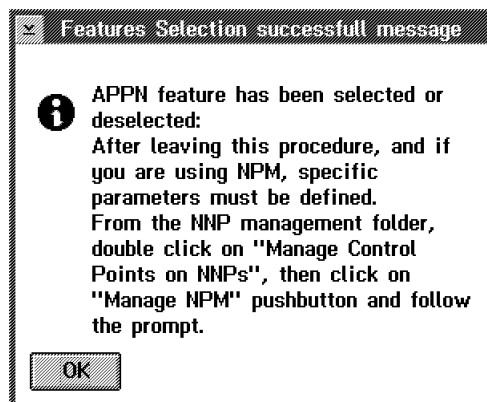 Features Selection successfull message
APPN feature has been selected or
deselected:
After leaving this procedure, and if
you are using NPM, specific
parameters must be defined.
From the NNP management folder,
double click on "Manage Control
Points on NNPs", then click on
"Manage NPM" pushbutton and follow
the prompt.
OK